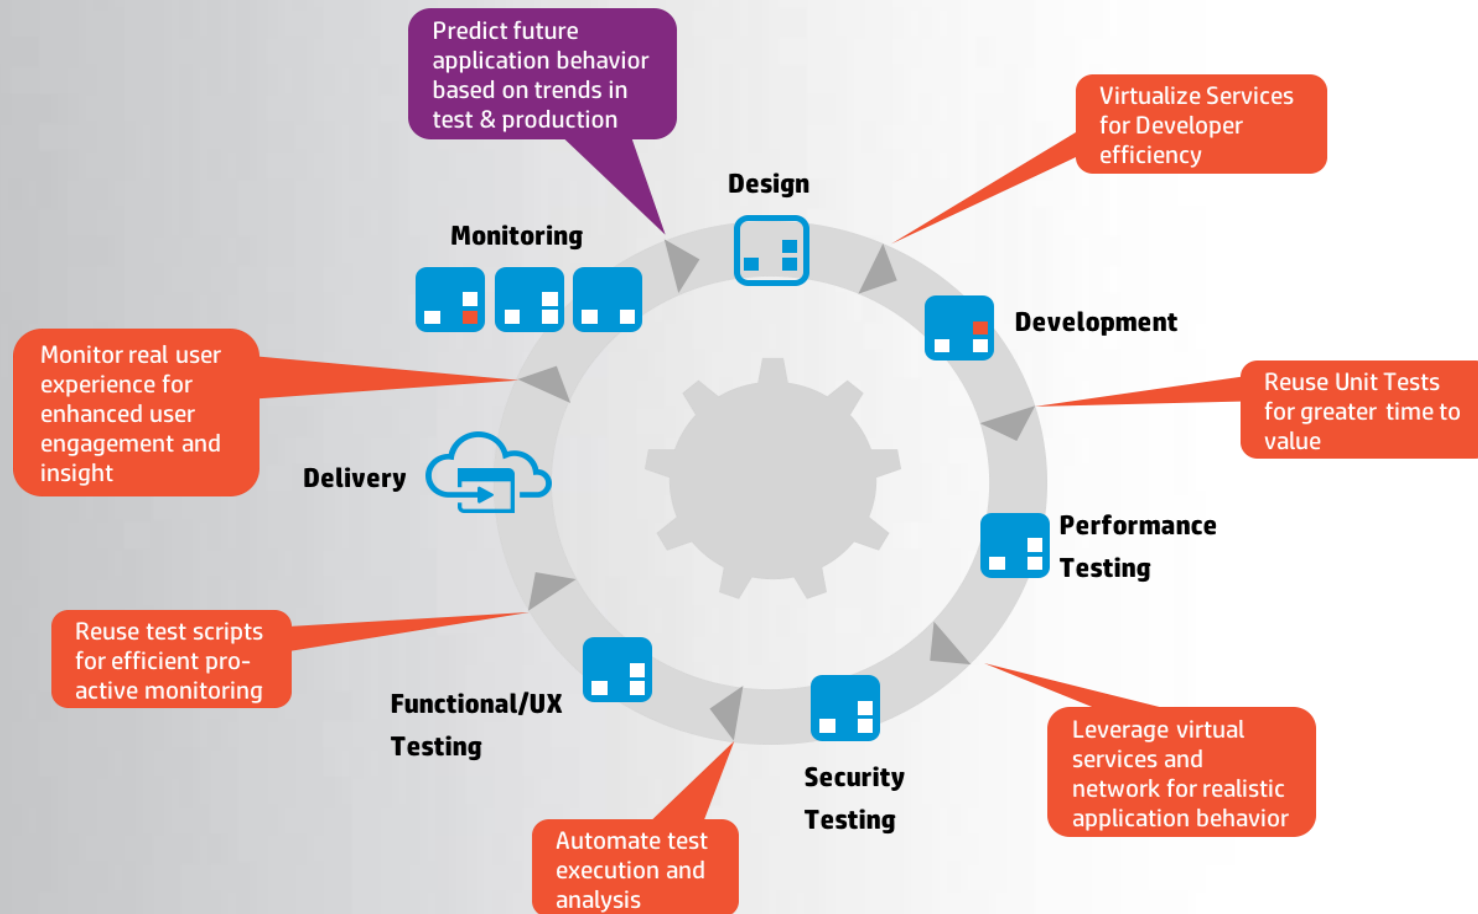 Predict future
application behavior
based on trends in
test & production
Virtualize Services
for Developer
efficiency
Design
Monitoring
Development
Monitor real user
experience for
enhanced user
engagement and
insight
Reuse Unit Tests
for greater time to
value
Delivery
Performance
Testing
Reuse test scripts
for efficient pro-
active monitoring
Functional/UX
Testing
Security
Testing
Leverage virtual
services and
network for realistic
application behavior
Automate test
execution and
analysis